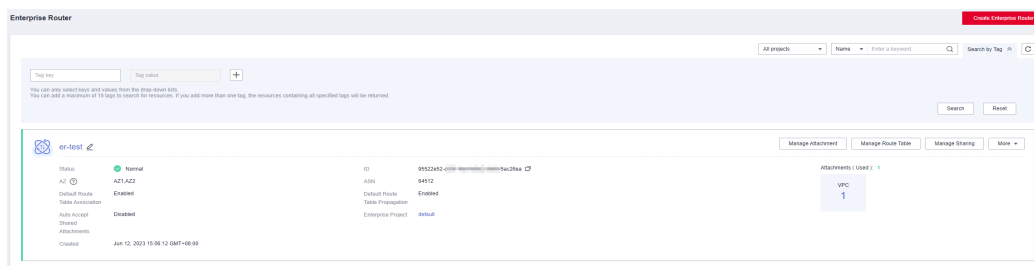 Enterprise Router
Create Enterprise Router
All projects
Name
Enter a keyword
Search by Tag
Tag key
Tag value
You can only select keys and values from the drop-down lists.
You can add a maximum of 10 tags to search for resources. If you add more than one tag, the resources containing all specified tags will be returned.
Search
Reset
er-test
Manage Attachment
Manage Route Table
Manage Sharing
More
Status
Normal
ID
95522e52-
5ac26ea
Attachments ( Used ): 1
AZ
AZ1,AZ2
ASN
64512
VPC
1
Default Route
Table Association
Enabled
Default Route
Table Propagation
Enabled
Auto Accept
Shared
Attachments
Disabled
Enterprise Project
default
Created
Jun 12, 2023 15:06:12 GMT+08:00